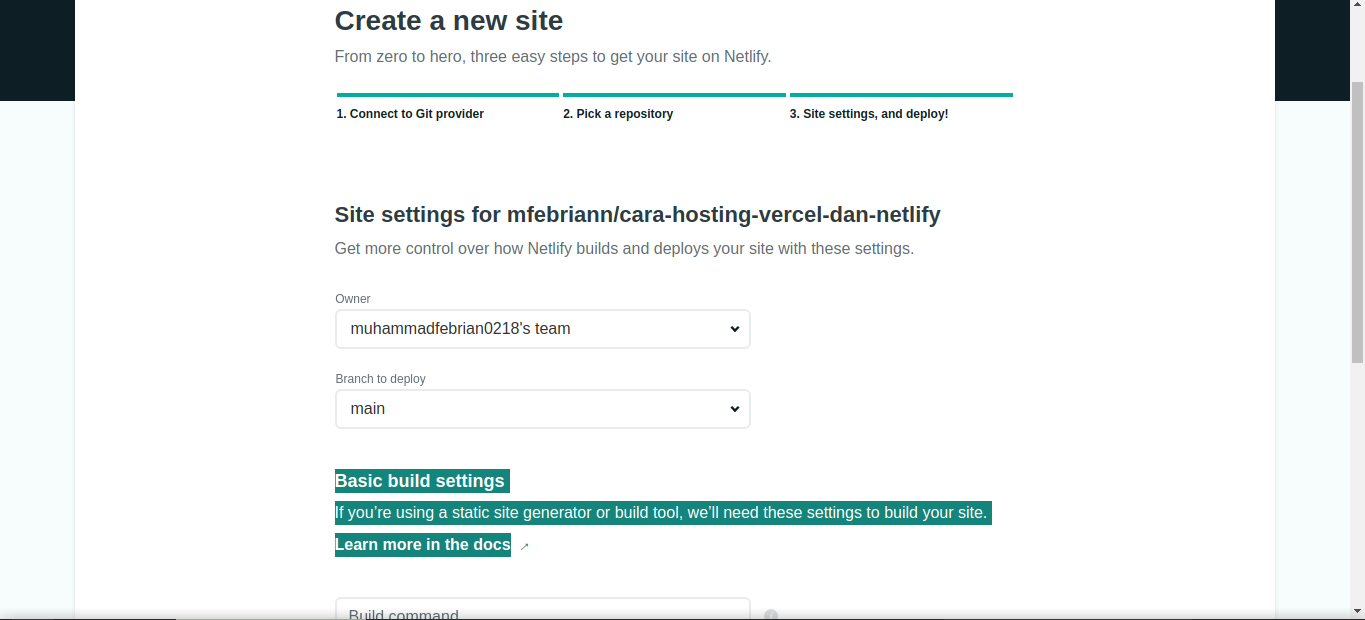 Create a new site
From zero to hero, three easy steps to get your site on Netlify.
1. Connect to Git provider
2. Pick a repository
3. Site settings, and deploy!
Site settings for mfebriann/cara-hosting-vercel-dan-netlify
Get more control over how Netlify builds and deploys your site with these settings.
Owner
muhammadfebrian0218's team
Branch to deploy
main
Basic build settings
If you’re using a static site generator or build tool, we’ll need these settings to build your site.
Learn more in the docs
Build command